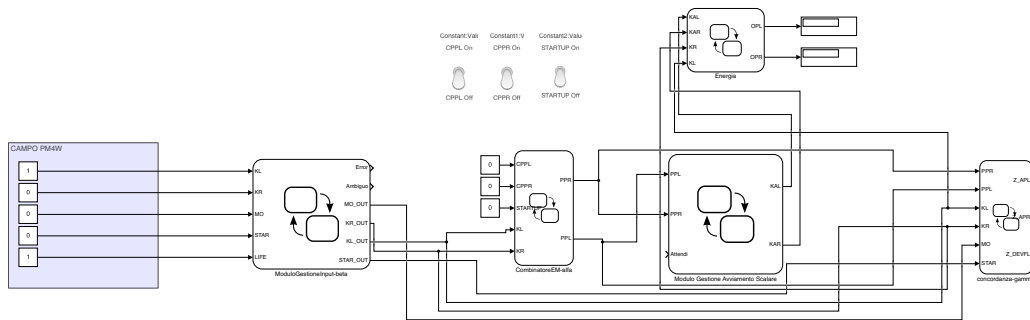 KAL
KAR
KR
KL
OPL
OPR
Energia
Constant:Val
Constant1:V
Constant2:Valu
CPPL On
CPPR On
STARTUP On
CPPL Off
CPPR Off
STARTUP Off
CAMPO PM4W
1
0
0
0
1
KL
KR
MO
STAR
LIFE
Error
Ambiguo
MO_OUT
KR_OUT
KL_OUT
STAR_OUT
ModuloGestioneInput-beta
0
0
0
CPPL
CPPR
STARTUP
KL
KR
PPR
PPL
CombinatoreEM-alfa
PPL
PPR
Attendi
KAL
KAR
Modulo Gestione Avviamento Scalare
PPR
PPL
KL
KR
MO
STAR
Z_APL
APR
Z_DEVFL
concordanza-gamm